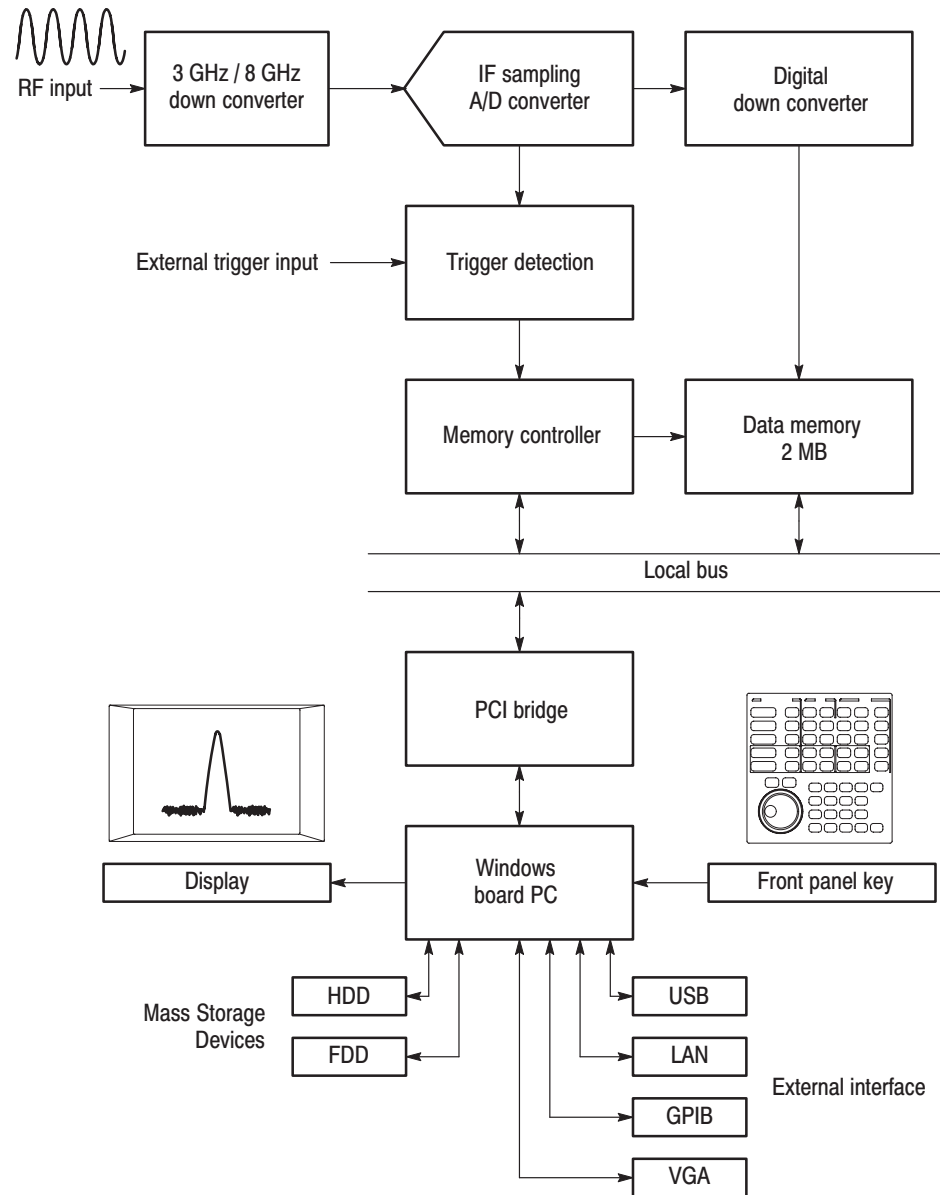 RF input
3 GHz / 8 GHz
down converter
IF sampling
A/D converter
Digital
down converter
External trigger input
Trigger detection
Memory controller
Data memory
2 MB
Local bus
PCI bridge
Display
Windows
board PC
Front panel key
Mass Storage
Devices
HDD
FDD
USB
LAN
GPIB
VGA
External interface